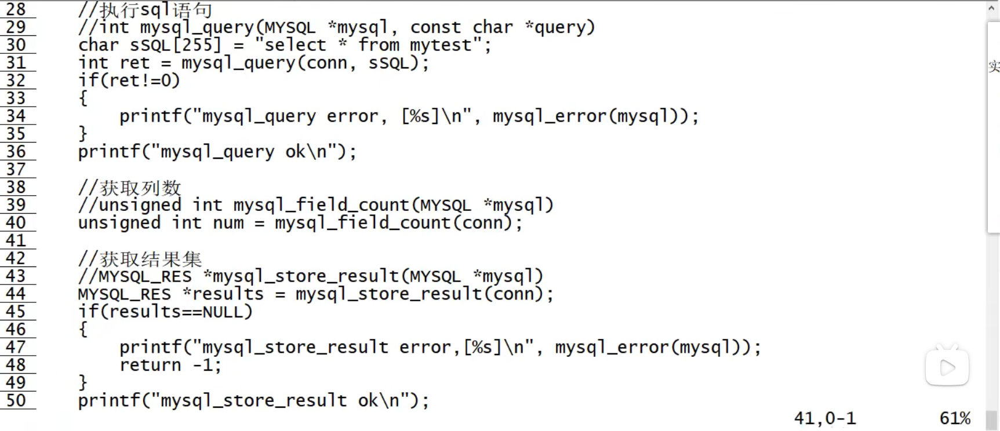 28 //执行sql语句
29 //int mysql_query(MYSQL *mysql, const char *query)
30 char sSQL[255] = "select * from mytest";
31 int ret = mysql_query(conn, sSQL);
32 if(ret!=0)
33 {
34 printf("mysql_query error, [%s]\n", mysql_error(mysql));
35 }
36 printf("mysql_query ok\n");
37
38 //获取列数
39 //unsigned int mysql_field_count(MYSQL *mysql)
40 unsigned int num = mysql_field_count(conn);
41
42 //获取结果集
43 //MYSQL_RES *mysql_store_result(MYSQL *mysql)
44 MYSQL_RES *results = mysql_store_result(conn);
45 if(results==NULL)
46 {
47 printf("mysql_store_result error,[%s]\n", mysql_error(mysql));
48 return -1;
49 }
50 printf("mysql_store_result ok\n");
41,0-1 61%
实